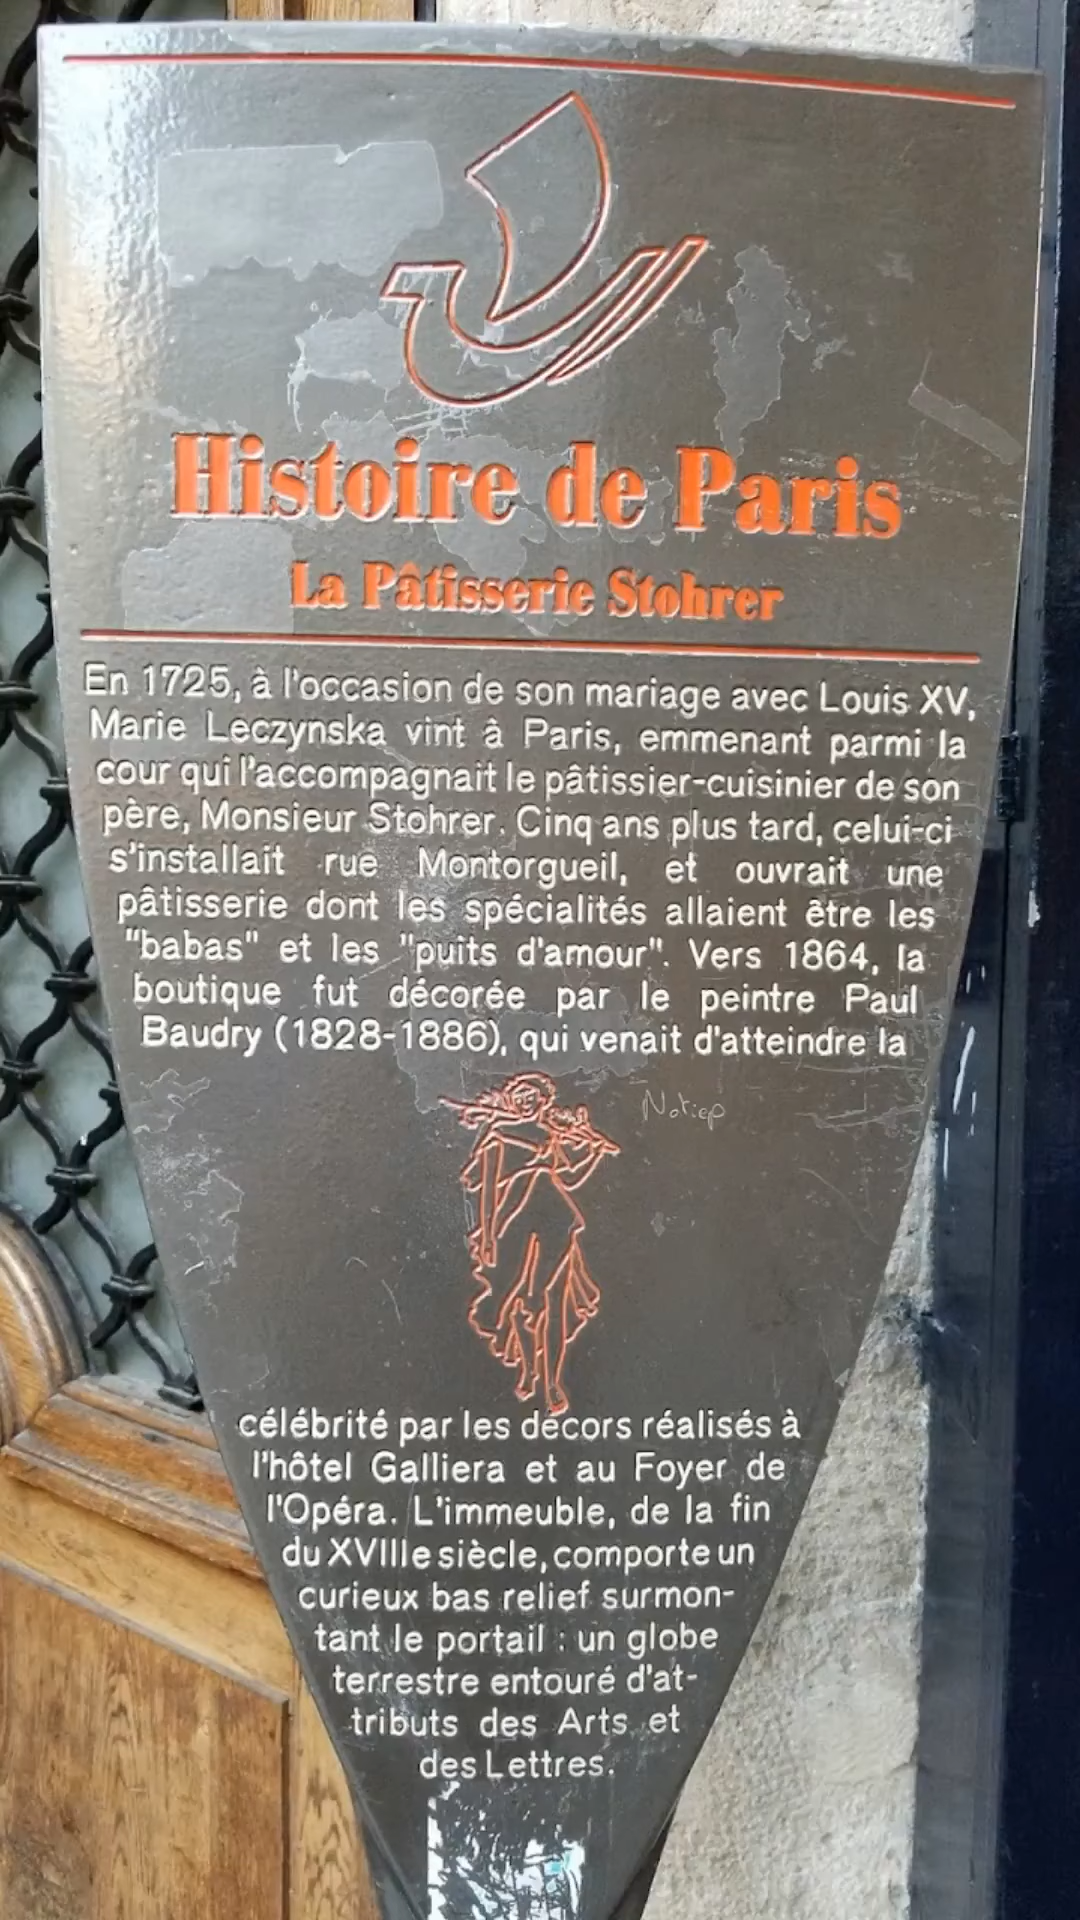 Histoire de Paris
La Pâtisserie Stohrer
En 1725, à l'occasion de son mariage avec Louis XV,
Marie Leczynska vint à Paris, emmenant parmi la
cour qui l'accompagnait le pâtissier-cuisinier de son
père, Monsieur Stohrer. Cinq ans plus tard, celui-ci
s'installait rue Montorgueil, et ouvrait une
pâtisserie dont les spécialités allaient être les
"babas" et les "puits d'amour". Vers 1864, la
boutique fut décorée par le peintre Paul
Baudry (1828-1886), qui venait d'atteindre la
célébrité par les décors réalisés à
l'hôtel Galliera et au Foyer de
l'Opéra. L'immeuble, de la fin
du XVIIIe siècle, comporte un
curieux bas relief surmon-
tant le portail : un globe
terrestre entouré d'at-
tributs des Arts et
des Lettres.